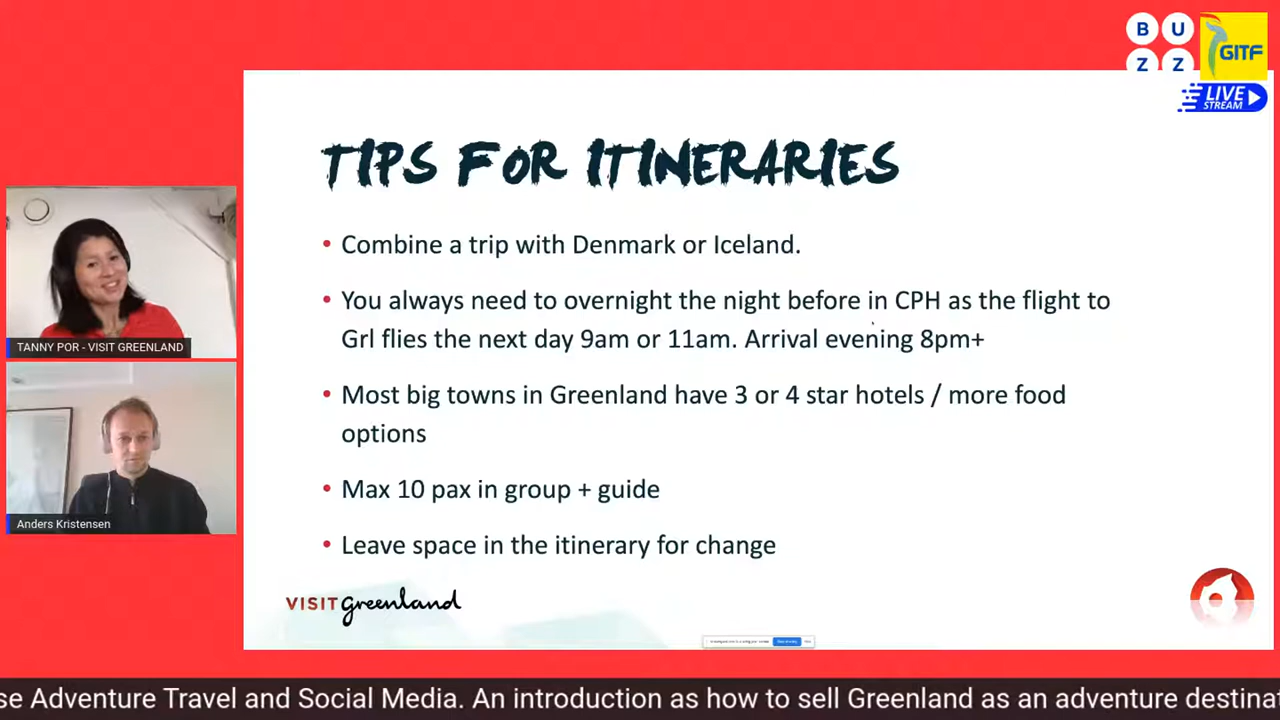 B U
Z Z
GITF
LIVE
STREAM
TIPS FOR ITINERARIES
• Combine a trip with Denmark or Iceland.
• You always need to overnight the night before in CPH as the flight to
Grl flies the next day 9am or 11am. Arrival evening 8pm+
• Most big towns in Greenland have 3 or 4 star hotels / more food
options
• Max 10 pax in group + guide
• Leave space in the itinerary for change
TANNY POR - VISIT GREENLAND
Anders Kristensen
VISIT greenland
se Adventure Travel and Social Media. An introduction as how to sell Greenland as an adventure destina